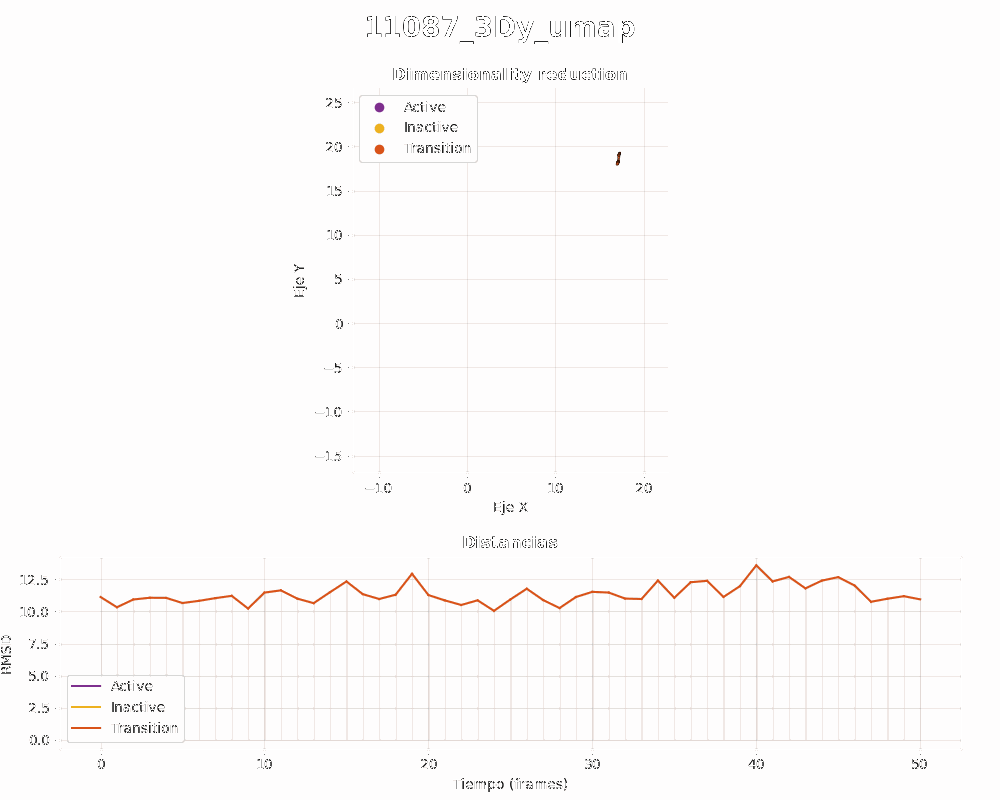 11087_3Dy_umap
Dimensionality reduction
Active
Inactive
Transition
25
20
15
10
5
0
−5
−10
−15
Eje Y
−10 0 10 20
Eje X
Distancias
12.5
10.0
7.5
5.0
2.5
0.0
RMSD
Active
Inactive
Transition
0 10 20 30 40 50
Tiempo (frames)